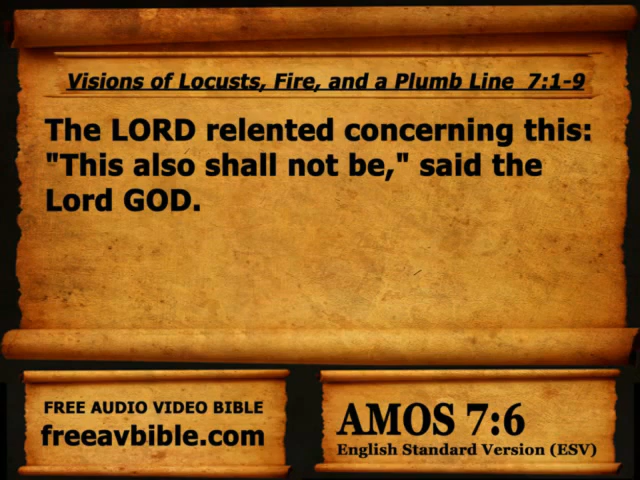 Visions of Locusts, Fire, and a Plumb Line 7:1-9
The LORD relented concerning this:
"This also shall not be," said the
Lord GOD.
FREE AUDIO VIDEO BIBLE
freeavbible.com
AMOS 7:6
English Standard Version (ESV)